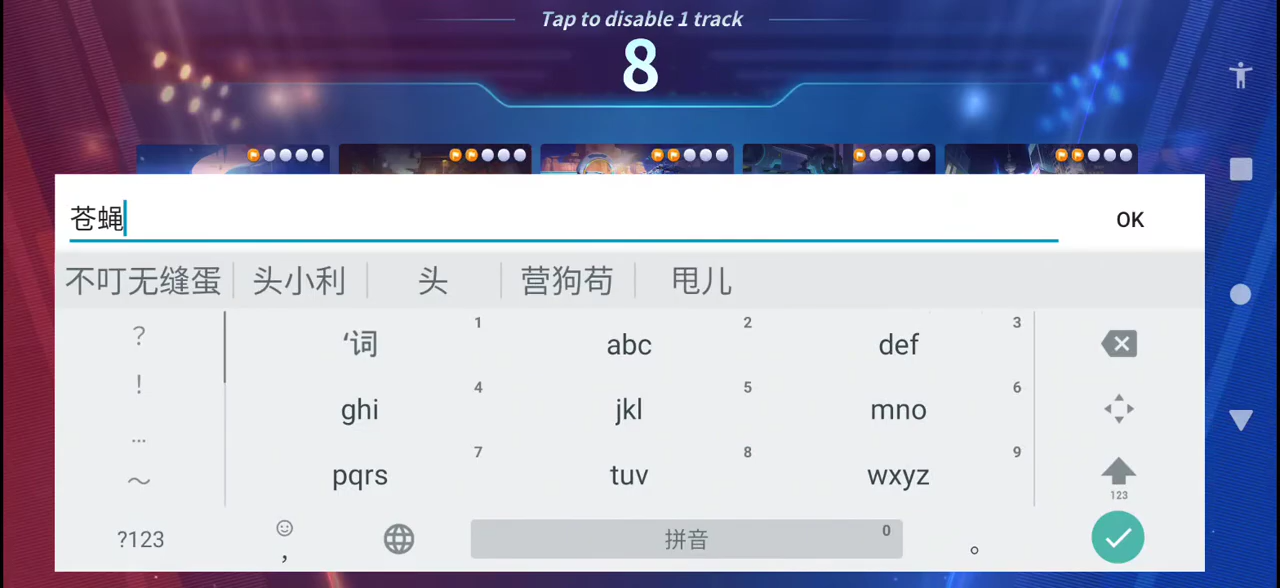 Tap to disable 1 track
8
苍蝇
OK
不叮无缝蛋 头小利 头 营狗苟 甩儿
? ‘词 1 abc 2 def 3
! ghi 4 jkl 5 mno 6
… pqrs 7 tuv 8 wxyz 9
～ 123
?123 , 拼音 0 。